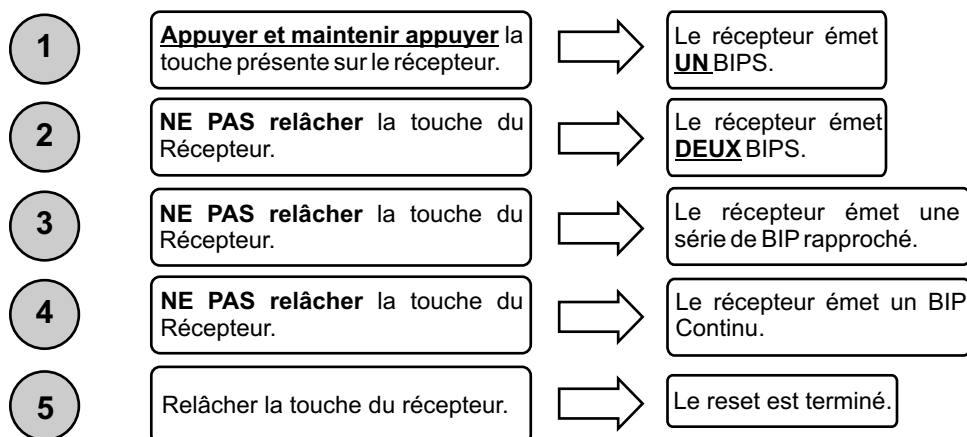 1
Appuyer et maintenir appuyer la
touche présente sur le récepteur.
Le récepteur émet
UN BIPS.
2
NE PAS relâcher la touche du
Récepteur.
Le récepteur émet
DEUX BIPS.
3
NE PAS relâcher la touche du
Récepteur.
Le récepteur émet une
série de BIP rapproché.
4
NE PAS relâcher la touche du
Récepteur.
Le récepteur émet un BIP
Continu.
5
Relâcher la touche du récepteur.
Le reset est terminé.